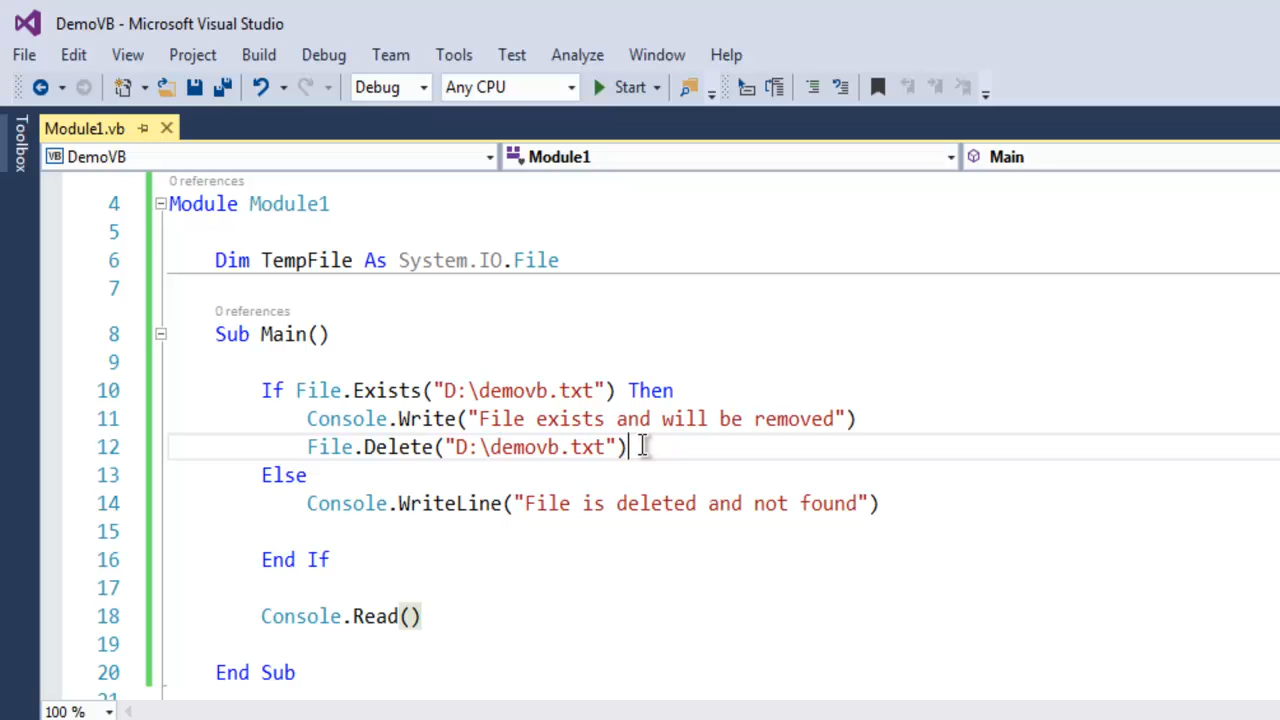 DemoVB - Microsoft Visual Studio
File Edit View Project Build Debug Team Tools Test Analyze Window Help
Debug Any CPU Start
Toolbox
Module1.vb
VB DemoVB Module1 Main
0 references
4 Module Module1
5
6 Dim TempFile As System.IO.File
7
0 references
8 Sub Main()
9
10 If File.Exists("D:\demovb.txt") Then
11 Console.Write("File exists and will be removed")
12 File.Delete("D:\demovb.txt")
13 Else
14 Console.WriteLine("File is deleted and not found")
15
16 End If
17
18 Console.Read()
19
20 End Sub
21
100 %